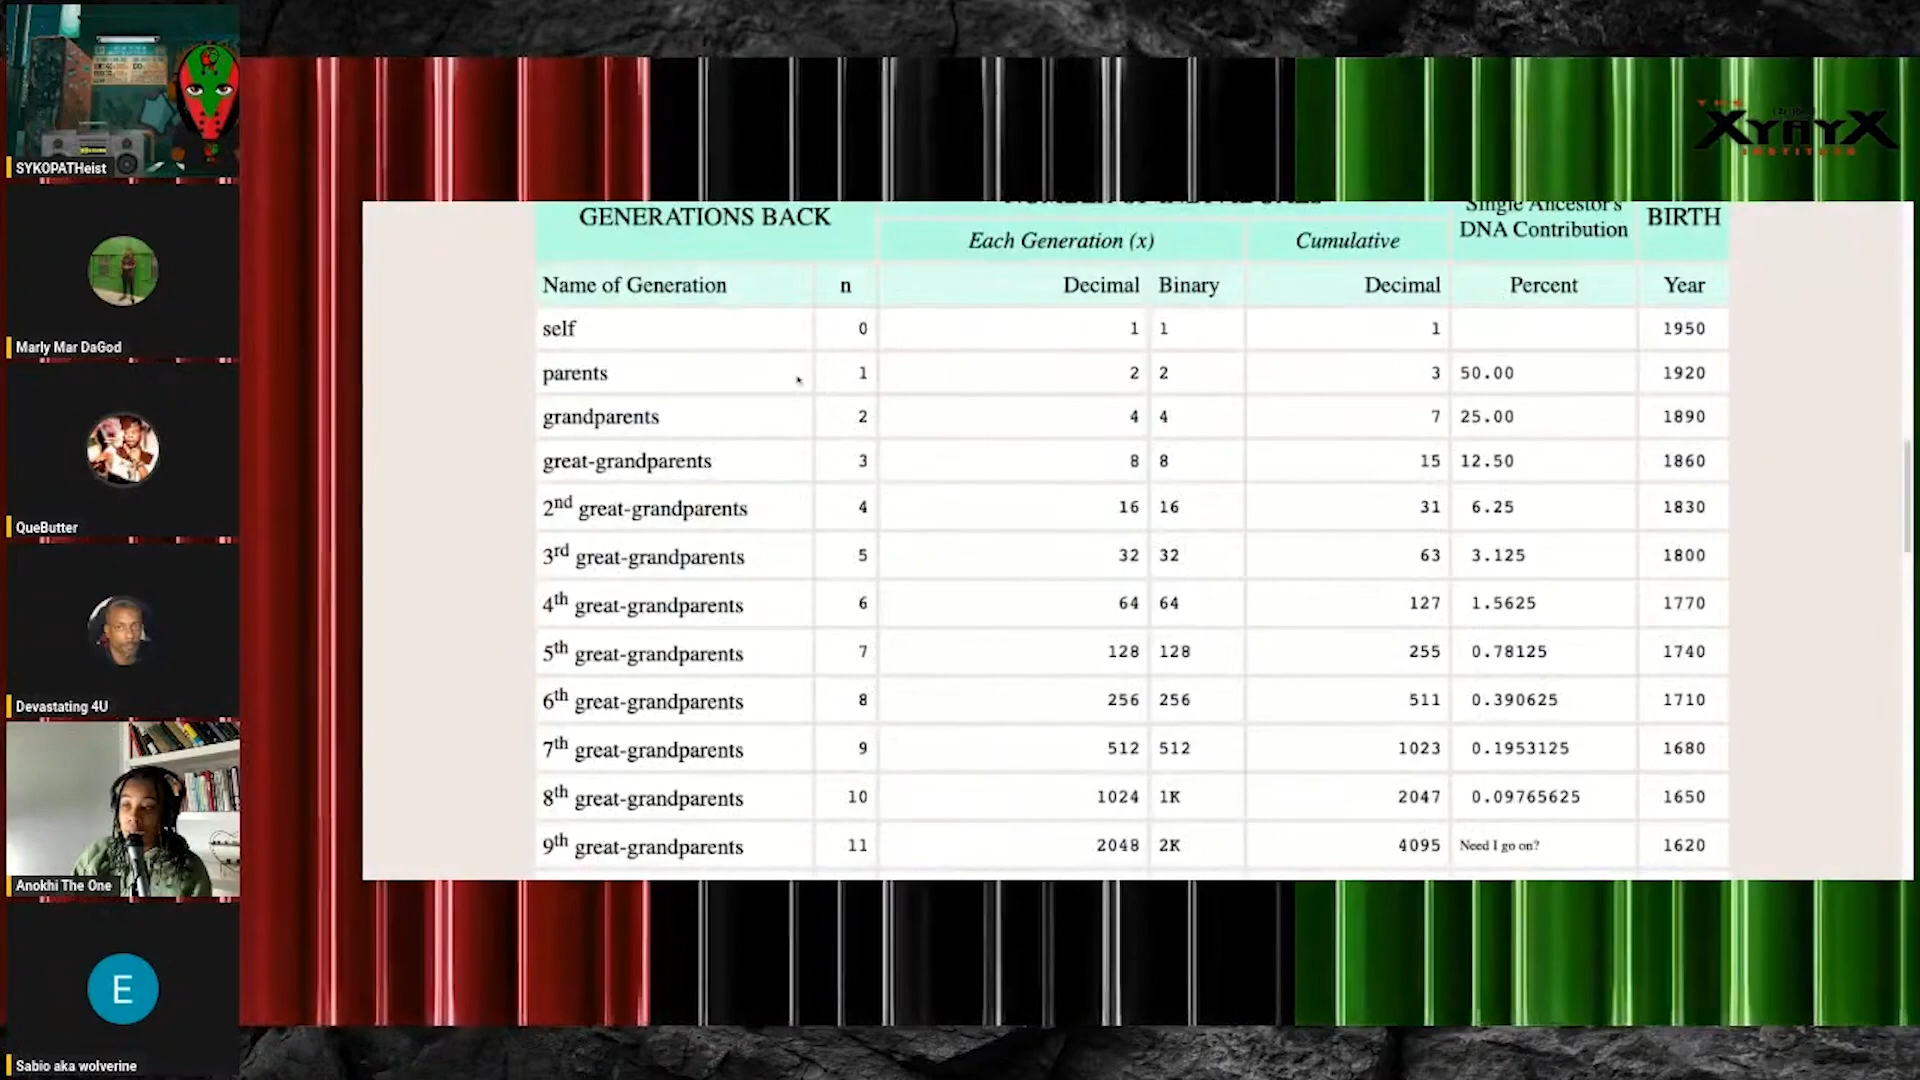 SYKOPATHeist
Marly Mar DaGod
QueButter
Devastating 4U
Anokhi The One
E
Sabio aka wolverine
THE
XYAYX
INSTITUTE
GENERATIONS BACK
Each Generation (x)
Cumulative
Single Ancestor's
DNA Contribution
BIRTH
Name of Generation n Decimal Binary Decimal Percent Year
self 0 1 1 1 1950
parents 1 2 2 3 50.00 1920
grandparents 2 4 4 7 25.00 1890
great-grandparents 3 8 8 15 12.50 1860
2nd great-grandparents 4 16 16 31 6.25 1830
3rd great-grandparents 5 32 32 63 3.125 1800
4th great-grandparents 6 64 64 127 1.5625 1770
5th great-grandparents 7 128 128 255 0.78125 1740
6th great-grandparents 8 256 256 511 0.390625 1710
7th great-grandparents 9 512 512 1023 0.1953125 1680
8th great-grandparents 10 1024 1K 2047 0.09765625 1650
9th great-grandparents 11 2048 2K 4095 Need I go on? 1620